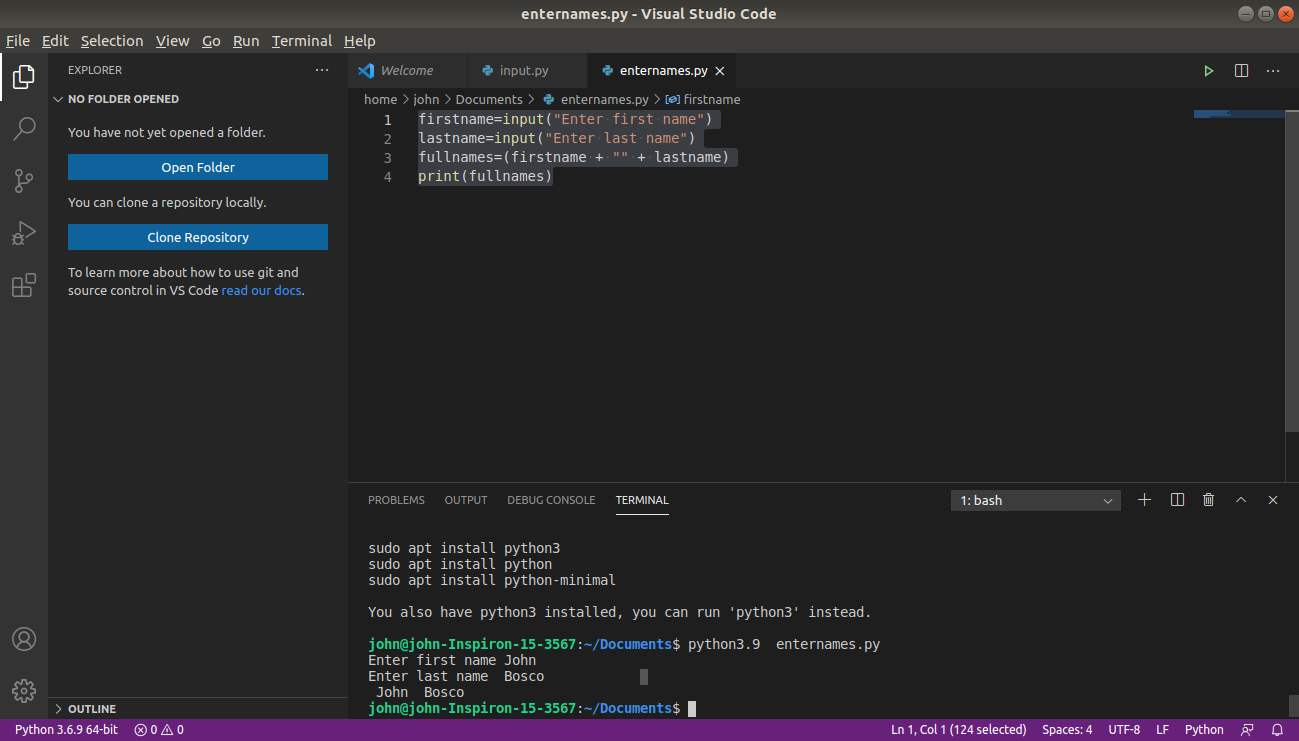 enternames.py - Visual Studio Code
File Edit Selection View Go Run Terminal Help
EXPLORER
NO FOLDER OPENED
You have not yet opened a folder.
Open Folder
You can clone a repository locally.
Clone Repository
To learn more about how to use git and
source control in VS Code read our docs.
OUTLINE
Welcome input.py enternames.py
home > john > Documents > enternames.py > firstname
1 firstname=input("Enter first name")
2 lastname=input("Enter last name")
3 fullnames=(firstname + "" + lastname)
4 print(fullnames)
PROBLEMS OUTPUT DEBUG CONSOLE TERMINAL 1: bash
sudo apt install python3
sudo apt install python
sudo apt install python-minimal
You also have python3 installed, you can run 'python3' instead.
john@john-Inspiron-15-3567:~/Documents$ python3.9  enternames.py
Enter first name John
Enter last name  Bosco
 John  Bosco
john@john-Inspiron-15-3567:~/Documents$
Python 3.6.9 64-bit 0 0 Ln 1, Col 1 (124 selected) Spaces: 4 UTF-8 LF Python